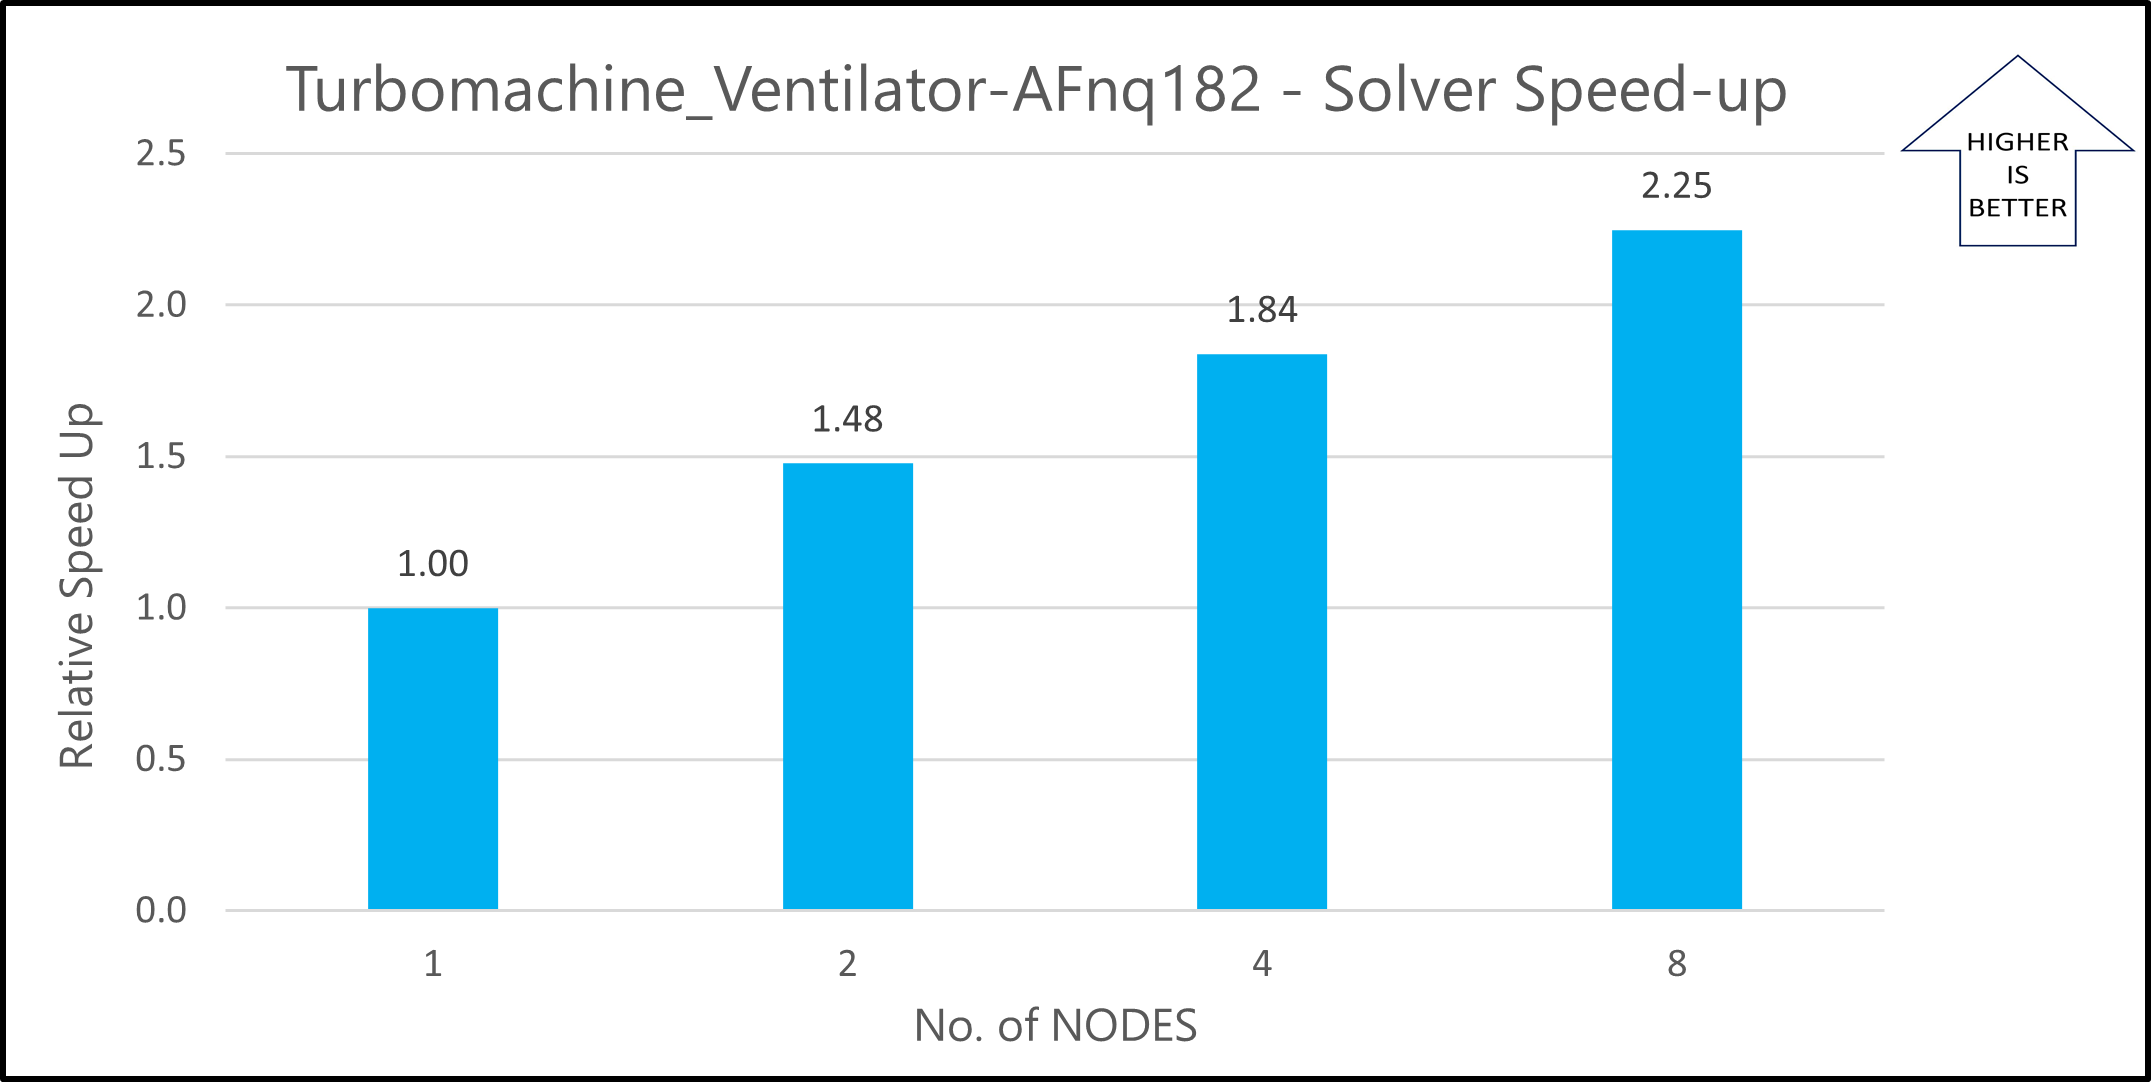 Turbomachine_Ventilator-AFnq182 - Solver Speed-up
HIGHER
IS
BETTER
2.5
2.0
1.5
1.0
0.5
0.0
Relative Speed Up
1.00
1.48
1.84
2.25
1
2
4
8
No. of NODES